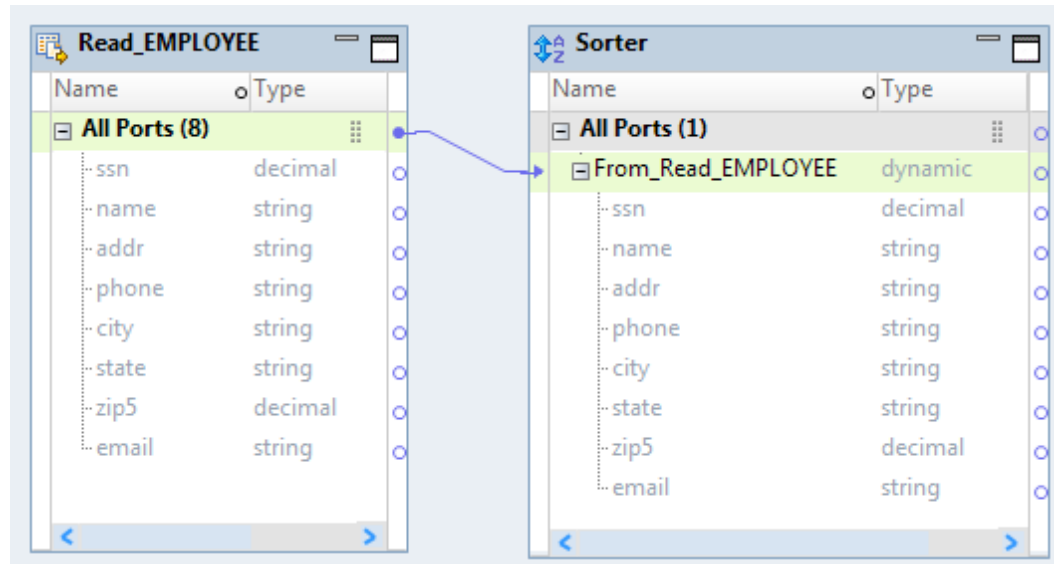 Read_EMPLOYEE
Name Type
All Ports (8)
ssn decimal
name string
addr string
phone string
city string
state string
zip5 decimal
email string
Sorter
Name Type
All Ports (1)
From_Read_EMPLOYEE dynamic
ssn decimal
name string
addr string
phone string
city string
state string
zip5 decimal
email string